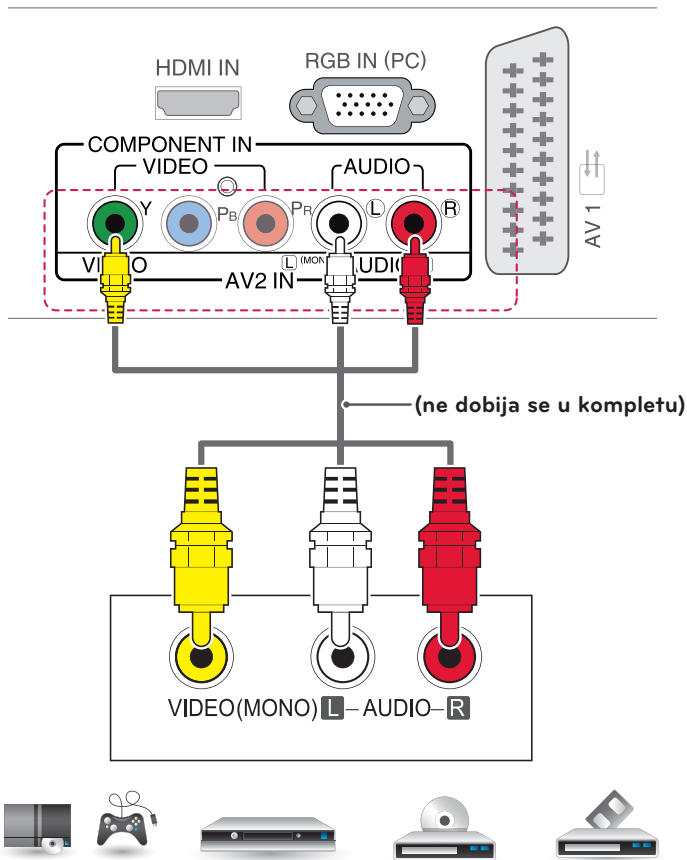 HDMI IN
RGB IN (PC)
COMPONENT IN
VIDEO
AUDIO
Y
PB
PR
L
R
AV 1
L
AV2 IN
(ne dobija se u kompletu)
VIDEO (MONO) L – AUDIO – R